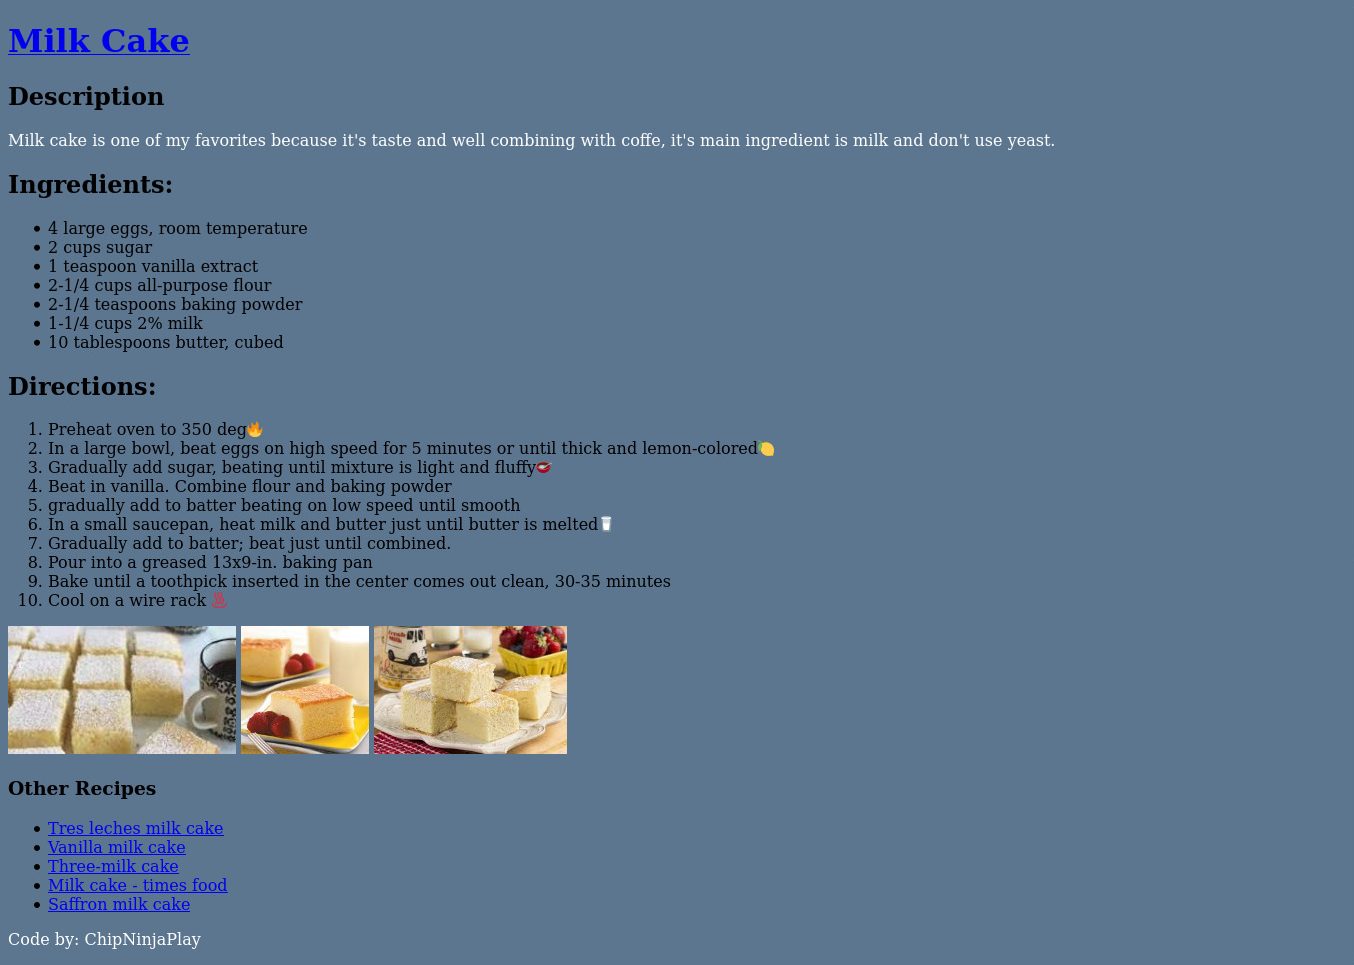 Milk Cake
Description
Milk cake is one of my favorites because it's taste and well combining with coffe, it's main ingredient is milk and don't use yeast.
Ingredients:
• 4 large eggs, room temperature
• 2 cups sugar
• 1 teaspoon vanilla extract
• 2-1/4 cups all-purpose flour
• 2-1/4 teaspoons baking powder
• 1-1/4 cups 2% milk
• 10 tablespoons butter, cubed
Directions:
1. Preheat oven to 350 deg🔥
2. In a large bowl, beat eggs on high speed for 5 minutes or until thick and lemon-colored🍋
3. Gradually add sugar, beating until mixture is light and fluffy💋
4. Beat in vanilla. Combine flour and baking powder
5. gradually add to batter beating on low speed until smooth
6. In a small saucepan, heat milk and butter just until butter is melted🥛
7. Gradually add to batter; beat just until combined.
8. Pour into a greased 13x9-in. baking pan
9. Bake until a toothpick inserted in the center comes out clean, 30-35 minutes
10. Cool on a wire rack ♨
Other Recipes
• Tres leches milk cake
• Vanilla milk cake
• Three-milk cake
• Milk cake - times food
• Saffron milk cake
Code by: ChipNinjaPlay